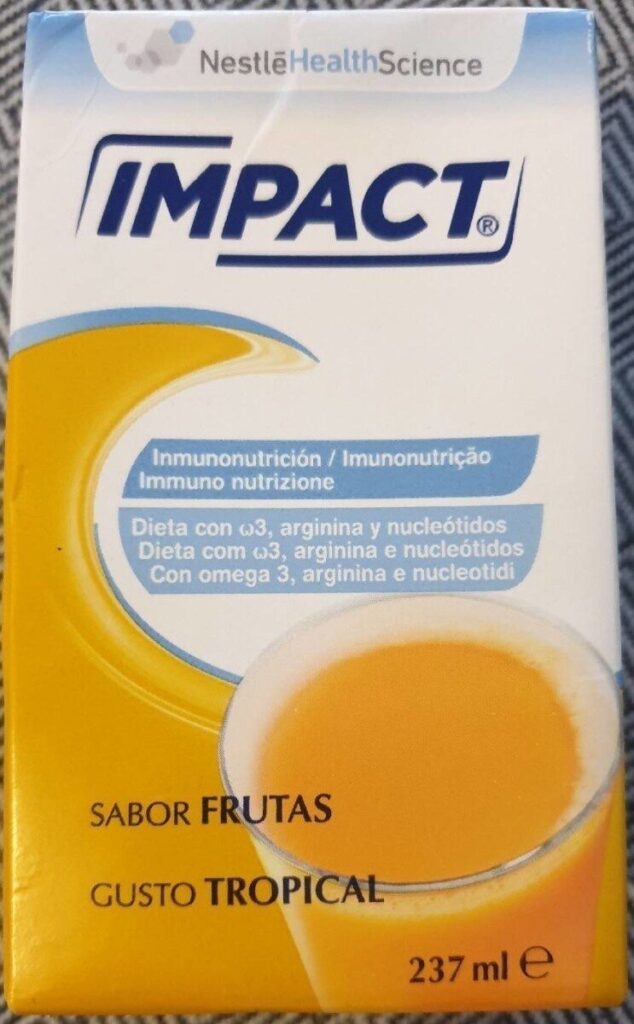 NestléHealthScience
IMPACT®
Inmunonutrición / Imunonutrição
Immuno nutrizione
Dieta con ω3, arginina y nucleótidos
Dieta com ω3, arginina e nucleótidos
Con omega 3, arginina e nucleotidi
SABOR FRUTAS
GUSTO TROPICAL
237 ml ℮